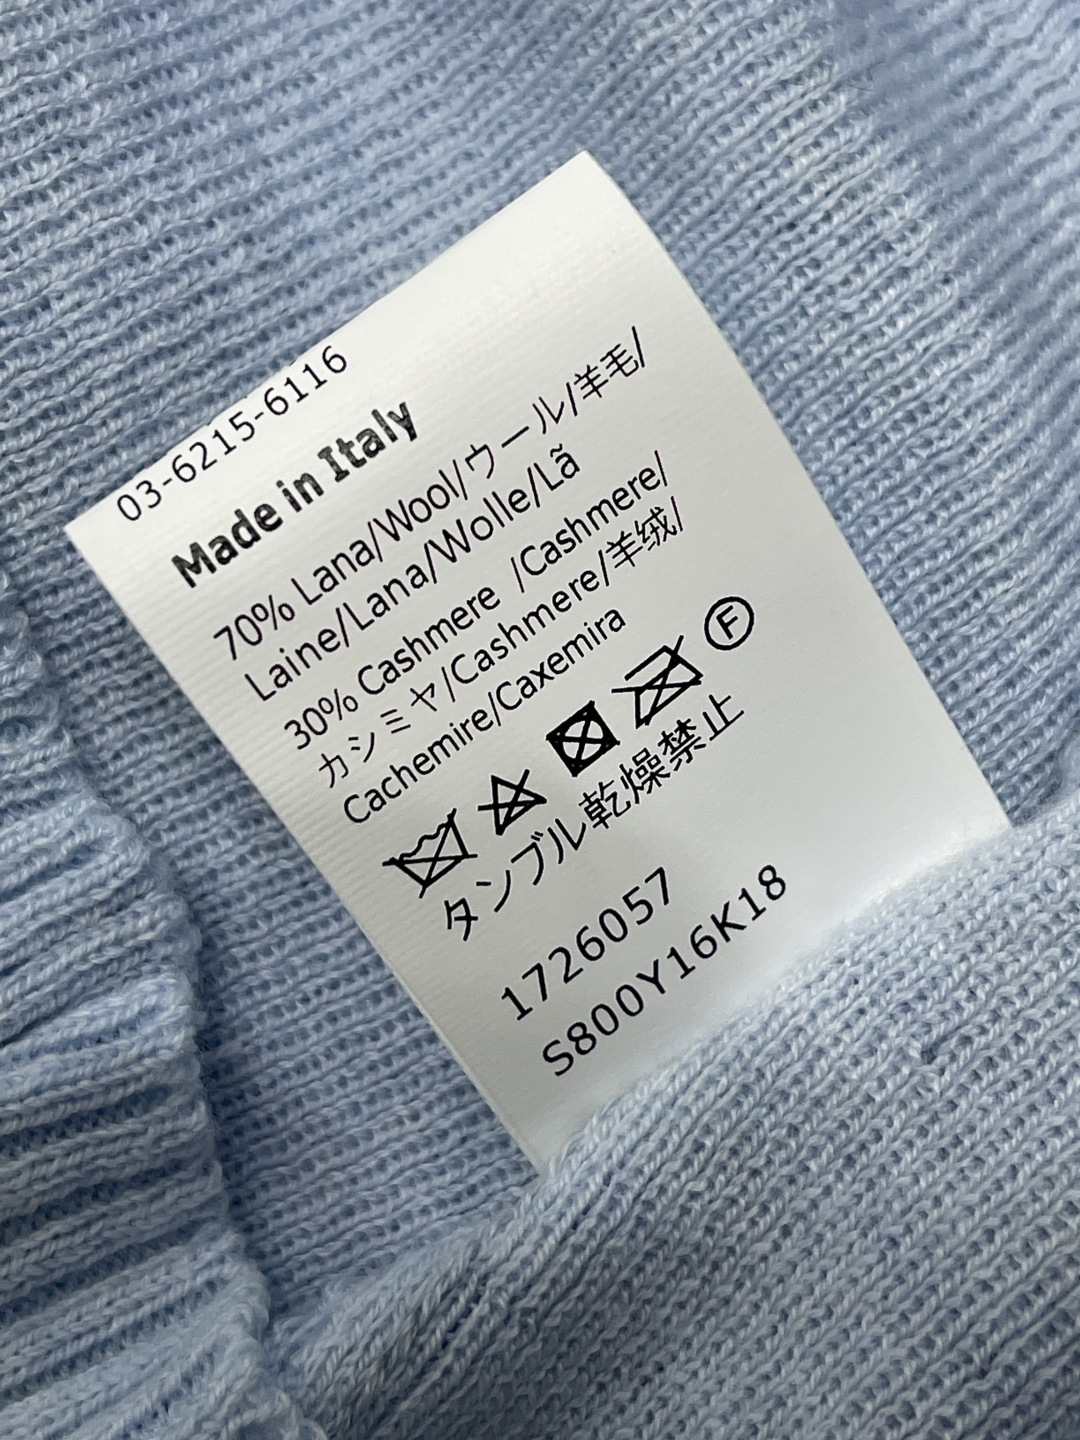 03-6215-6116
Made in Italy
70% Lana/Wool/ウール/羊毛/
Laine/Lana/Wolle/Lã
30% Cashmere /Cashmere/
カシミヤ/Cashmere/羊绒/
Cachemire/Caxemira
F
タンブル乾燥禁止
1726057
S800Y16K18